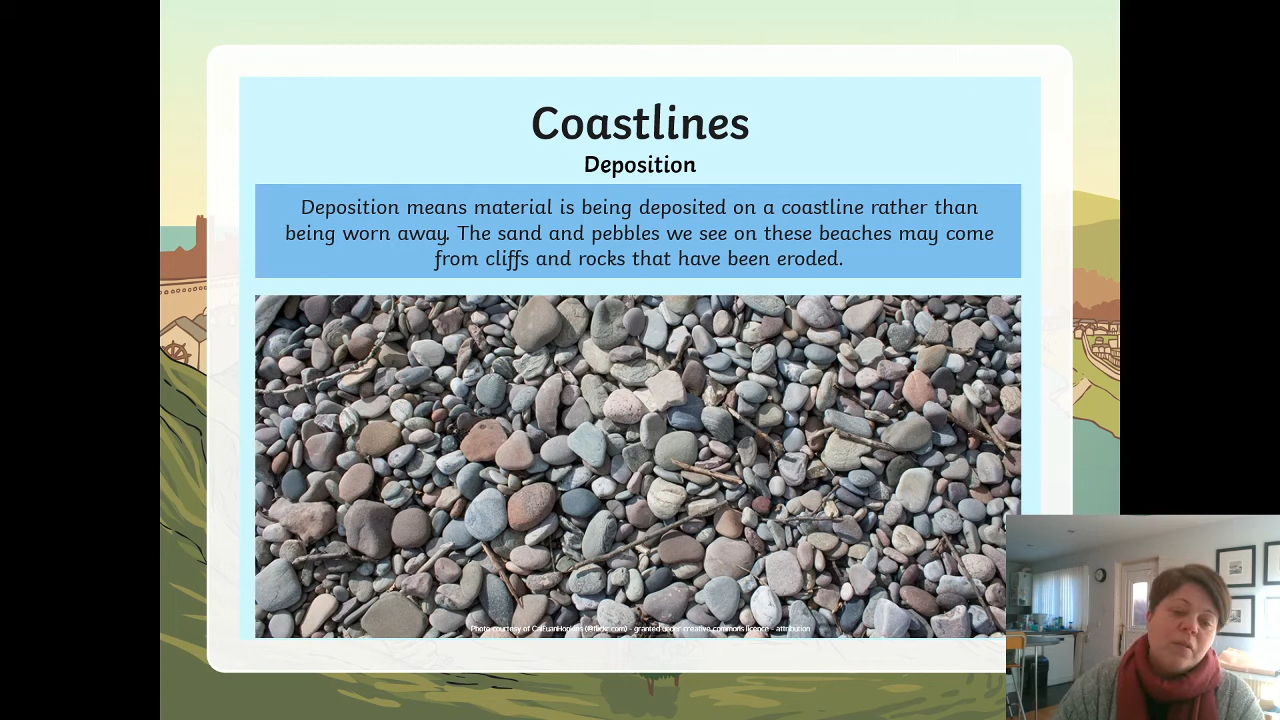 Coastlines
Deposition
Deposition means material is being deposited on a coastline rather than
being worn away. The sand and pebbles we see on these beaches may come
from cliffs and rocks that have been eroded.
Photo courtesy of CalEuanHopkins (@flickr.com) - granted under creative commons licence - attribution